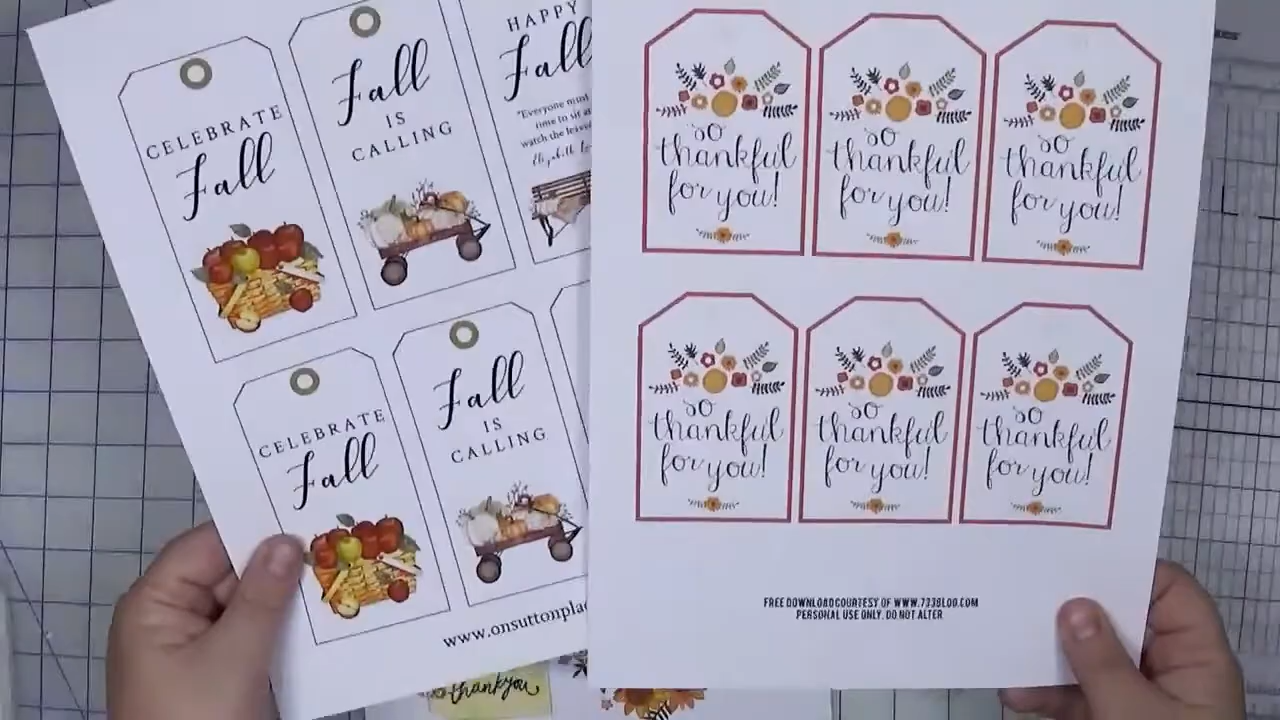 CELEBRATE
Fall
Fall
IS
CALLING
HAPPY
Fall
"Everyone must
time to sit a
watch the leave
CELEBRATE
Fall
Fall
IS
CALLING
www.onsuttonplac
so
thankful
for you!
so
thankful
for you!
so
thankful
for you!
so
thankful
for you!
so
thankful
for you!
so
thankful
for you!
FREE DOWNLOAD COURTESY OF WWW.733BLOG.COM
PERSONAL USE ONLY. DO NOT ALTER
thankyou